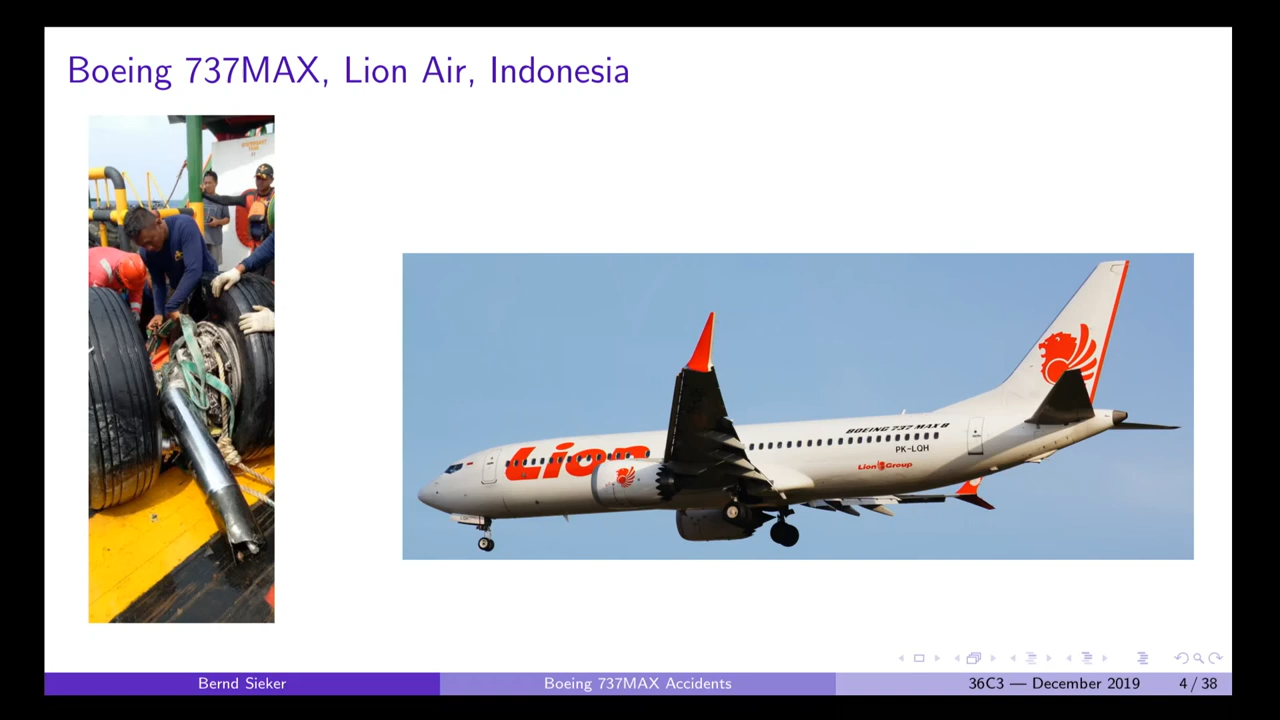 Boeing 737MAX, Lion Air, Indonesia
BOEING 737 MAX 8
PK-LQH
Lion
Lion Group
Bernd Sieker
Boeing 737MAX Accidents
36C3 — December 2019
4 / 38